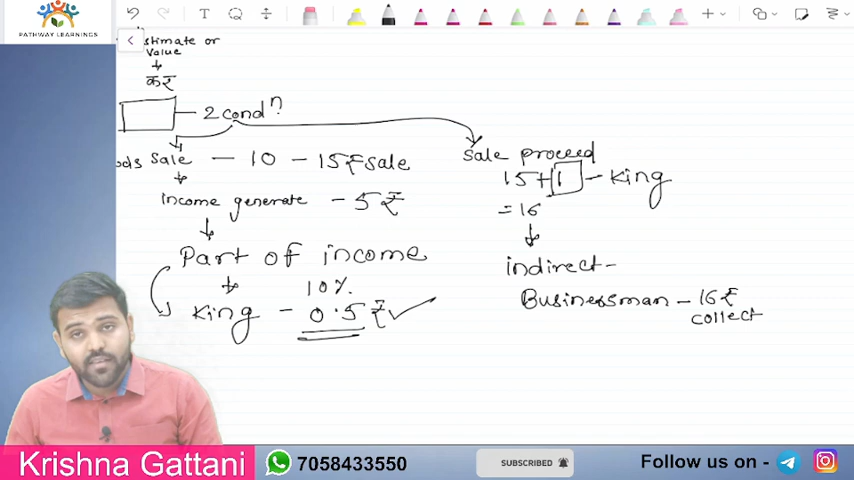 PATHWAY LEARNINGS
estimate or
value
कर
2 condⁿ
ods sale — 10 — 15₹ sale
income generate — 5₹
Part of income
10%
King — 0.5₹
sale proceed
15+1 — King
= 16
indirect —
Businessman — 16₹
collect
Krishna Gattani
7058433550
SUBSCRIBED
Follow us on -